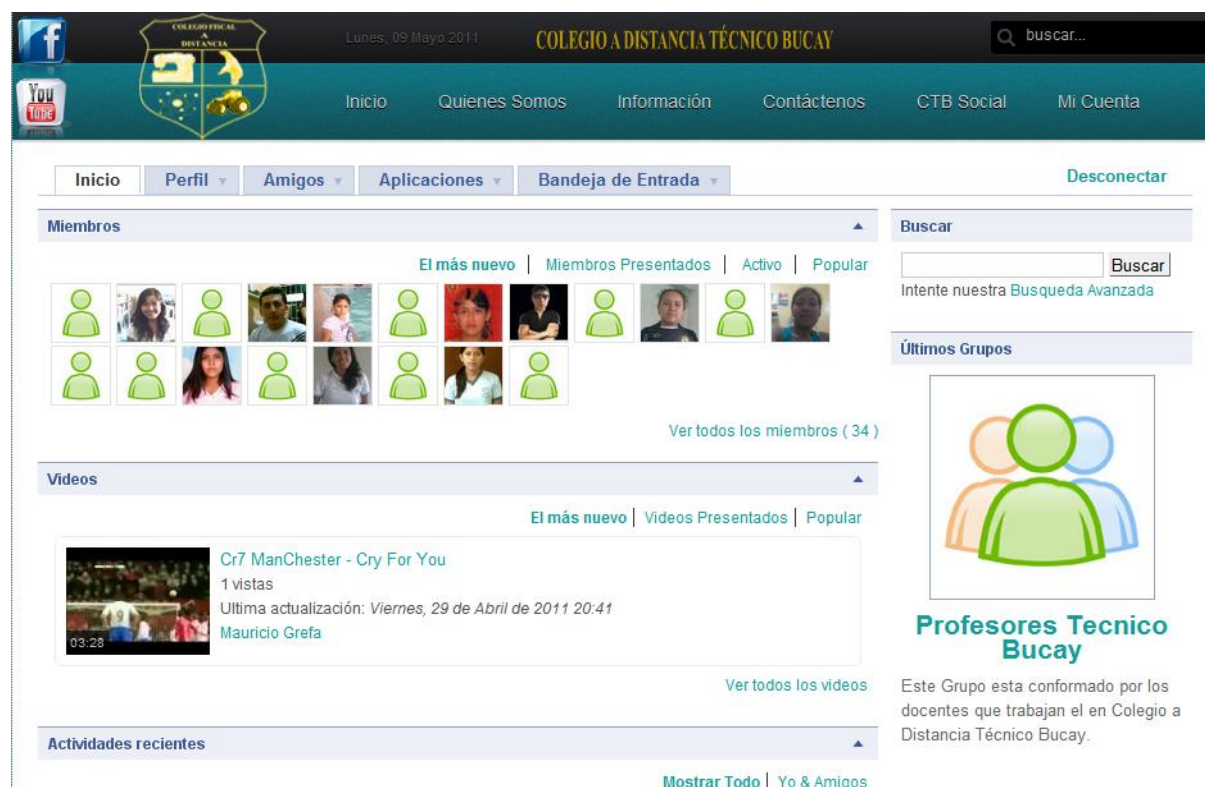 COLEGIO FISCAL
A
DISTANCIA
Lunes, 09 Mayo 2011
COLEGIO A DISTANCIA TÉCNICO BUCAY
buscar...
You
Tube
Inicio Quienes Somos Información Contáctenos CTB Social Mi Cuenta
Inicio Perfil Amigos Aplicaciones Bandeja de Entrada
Desconectar
Miembros
El más nuevo | Miembros Presentados | Activo | Popular
Ver todos los miembros ( 34 )
Videos
El más nuevo | Videos Presentados | Popular
Cr7 ManChester - Cry For You
1 vistas
Ultima actualización: Viernes, 29 de Abril de 2011 20:41
Mauricio Grefa
03:28
Ver todos los videos
Actividades recientes
Mostrar Todo | Yo & Amigos
Buscar
Buscar
Intente nuestra Busqueda Avanzada
Últimos Grupos
Profesores Tecnico
Bucay
Este Grupo esta conformado por los
docentes que trabajan el en Colegio a
Distancia Técnico Bucay.